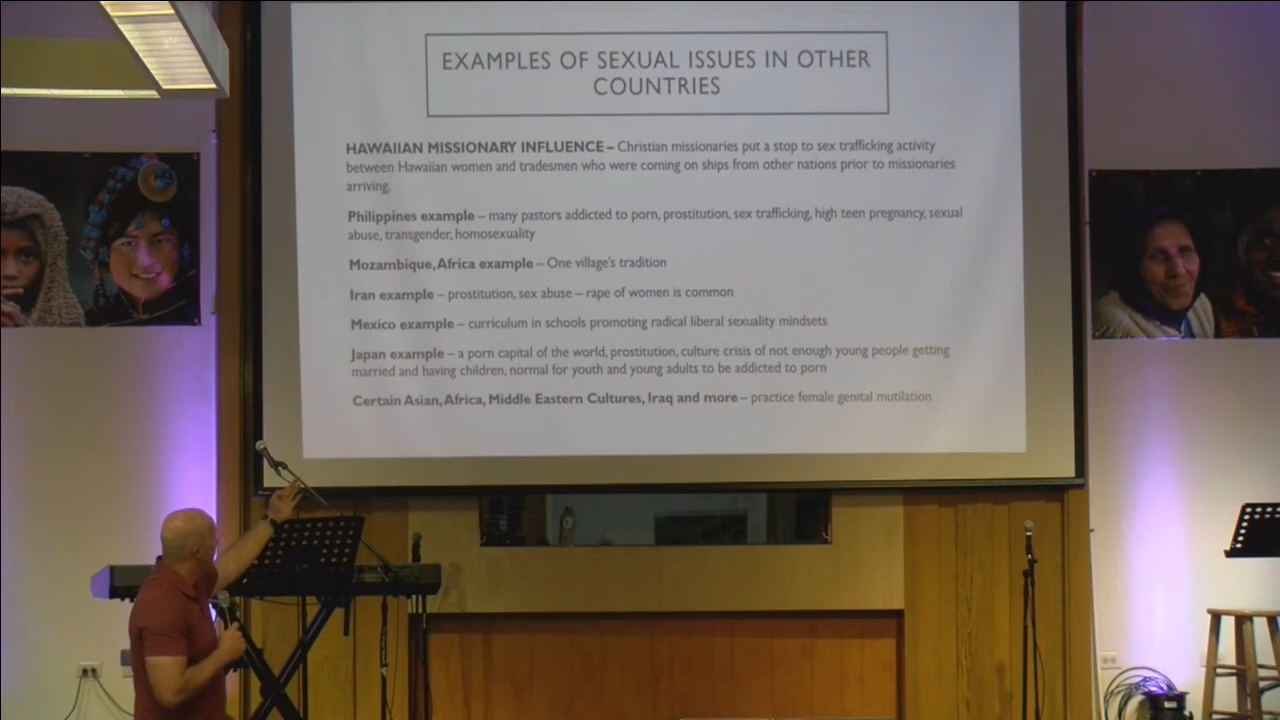 EXAMPLES OF SEXUAL ISSUES IN OTHER
COUNTRIES
HAWAIIAN MISSIONARY INFLUENCE – Christian missionaries put a stop to sex trafficking activity
between Hawaiian women and tradesmen who were coming on ships from other nations prior to missionaries
arriving.
Philippines example – many pastors addicted to porn, prostitution, sex trafficking, high teen pregnancy, sexual
abuse, transgender, homosexuality
Mozambique, Africa example – One village's tradition
Iran example – prostitution, sex abuse – rape of women is common
Mexico example – curriculum in schools promoting radical liberal sexuality mindsets
Japan example – a porn capital of the world, prostitution, culture crisis of not enough young people getting
married and having children, normal for youth and young adults to be addicted to porn
Certain Asian, Africa, Middle Eastern Cultures, Iraq and more – practice female genital mutilation